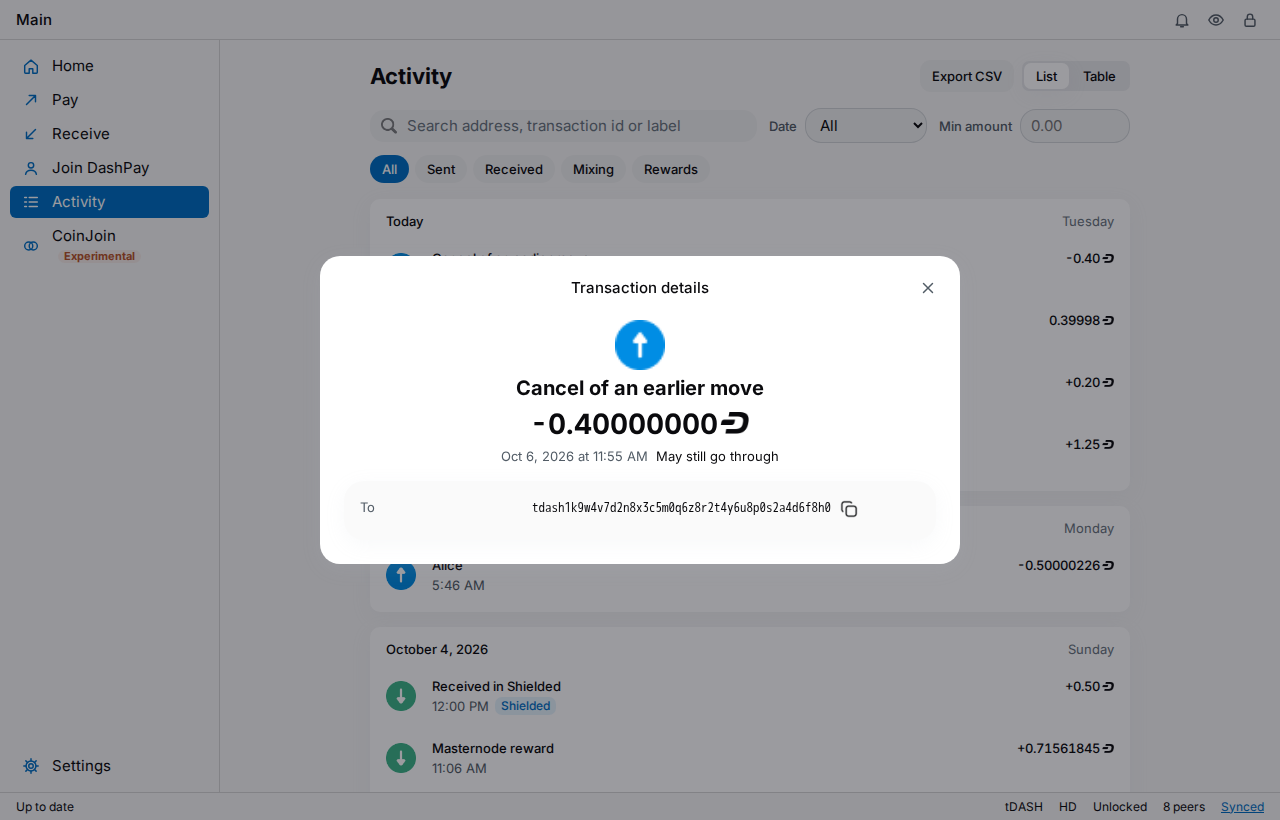 Main
Home
Pay
Receive
Join DashPay
Activity
CoinJoin
Experimental
Settings
Activity
Export CSV
List
Table
Search address, transaction id or label
Date
All
Min amount
0.00
All
Sent
Received
Mixing
Rewards
Today
Tuesday
-0.40
0.39998
+0.20
+1.25
Transaction details
Cancel of an earlier move
-0.40000000
Oct 6, 2026 at 11:55 AM May still go through
To
tdash1k9w4v7d2n8x3c5m0q6z8r2t4y6u8p0s2a4d6f8h0
Monday
Alice
-0.50000226
5:46 AM
October 4, 2026
Sunday
Received in Shielded
+0.50
12:00 PM Shielded
Masternode reward
+0.71561845
11:06 AM
Up to date
tDASH
HD
Unlocked
8 peers
Synced